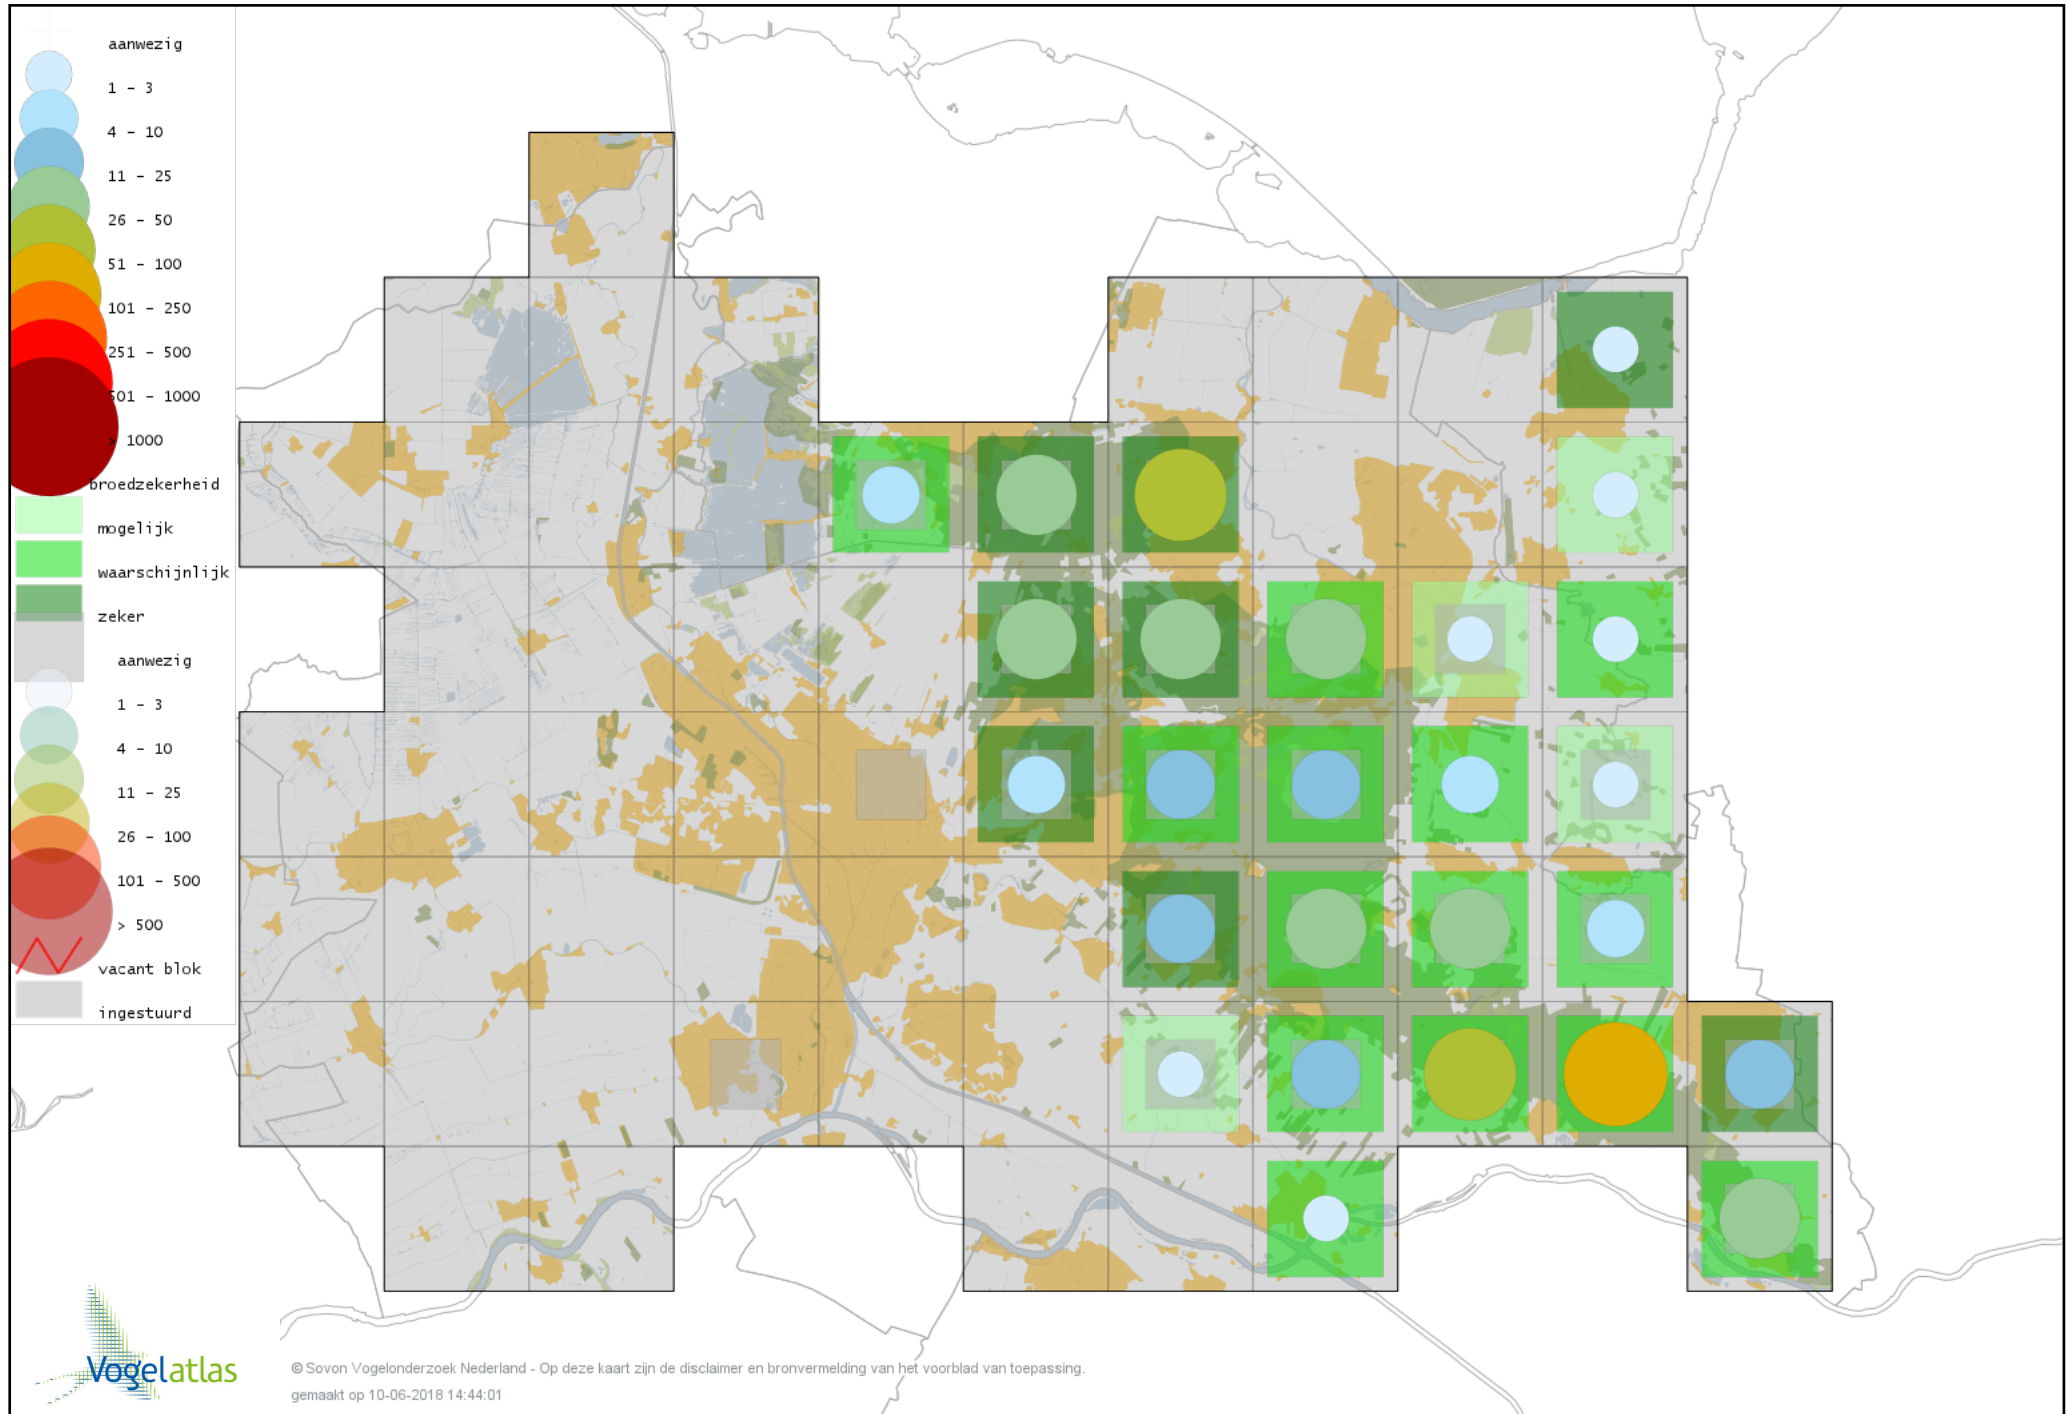 aanwezig
1 - 3
4 - 10
11 - 25
26 - 50
51 - 100
101 - 250
251 - 500
501 - 1000
> 1000
broedzekerheid
mogelijk
waarschijnlijk
zeker
aanwezig
1 - 3
4 - 10
11 - 25
26 - 100
101 - 500
> 500
vacant blok
ingestuurd
Vogelatlas
© Sovon Vogelonderzoek Nederland - Op deze kaart zijn de disclaimer en bronvermelding van het voorblad van toepassing.
gemaakt op 10-06-2018 14:44:01